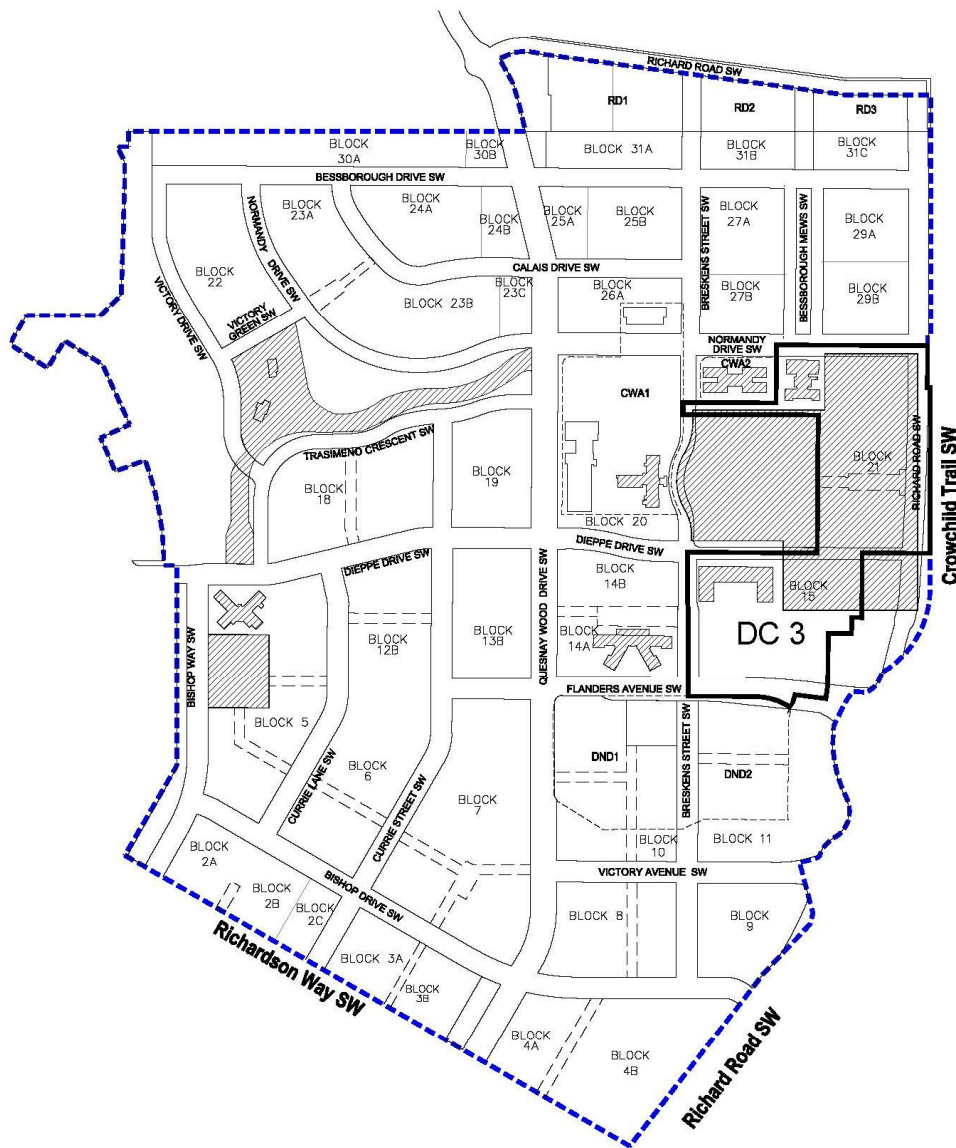 RICHARD ROAD SW
RD1
RD2
RD3
BLOCK
30A
BLOCK
30B
BLOCK 31A
BLOCK
31B
BLOCK
31C
BESSBOROUGH DRIVE SW
BLOCK
23A
BLOCK
24A
BLOCK
24B
BLOCK
25A
BLOCK
25B
BRESKENS STREET SW
BLOCK
27A
BESSBOROUGH MEWS SW
BLOCK
29A
NORMANDY DRIVE SW
BLOCK
22
VICTORY DRIVE SW
VICTORY
GREEN SW
CALAIS DRIVE SW
BLOCK 23B
BLOCK
23C
BLOCK
26A
BLOCK
27B
BLOCK
29B
NORMANDY
DRIVE SW
CWA2
CWA1
TRASIMENO CRESCENT SW
BLOCK
18
BLOCK
19
BLOCK 20
BLOCK
21
RICHARD ROAD SW
Crowchild Trail SW
DIEPPE DRIVE SW
DIEPPE DRIVE SW
QUESNAY WOOD DRIVE SW
BLOCK
14B
BLOCK
15
BISHOP WAY SW
BLOCK
12B
BLOCK
13B
BLOCK
14A
DC 3
FLANDERS AVENUE SW
BLOCK 5
CURRIE LANE SW
BLOCK
6
CURRIE STREET SW
BLOCK
7
DND1
BRESKENS STREET SW
DND2
BLOCK
10
BLOCK 11
VICTORY AVENUE SW
BLOCK
2A
BLOCK
2B
BLOCK
2C
BISHOP DRIVE SW
BLOCK 8
BLOCK
9
BLOCK 3A
BLOCK
3B
Richardson Way SW
BLOCK
4A
BLOCK
4B
Richard Road SW